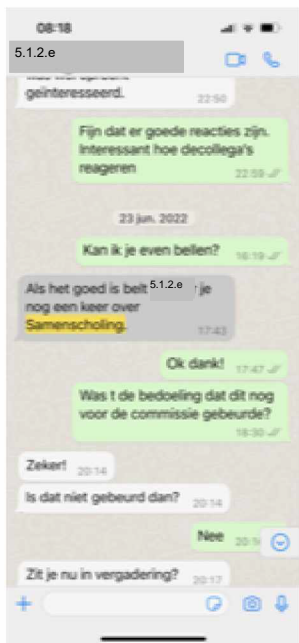 08:18
5.1.2.e
geïnteresseerd.
22:50
Fijn dat er goede reacties zijn.
Interessant hoe decollega's
reageren
22:59
23 jun. 2022
Kan ik je even bellen?
16:19
Als het goed is belt 5.1.2.e je
nog een keer over
Samenscholing.
17:43
Ok dank!
17:47
Was t de bedoeling dat dit nog
voor de commissie gebeurde?
18:30
Zeker!
20:14
Is dat niet gebeurd dan?
20:14
Nee
Zit je nu in vergadering?
20:17